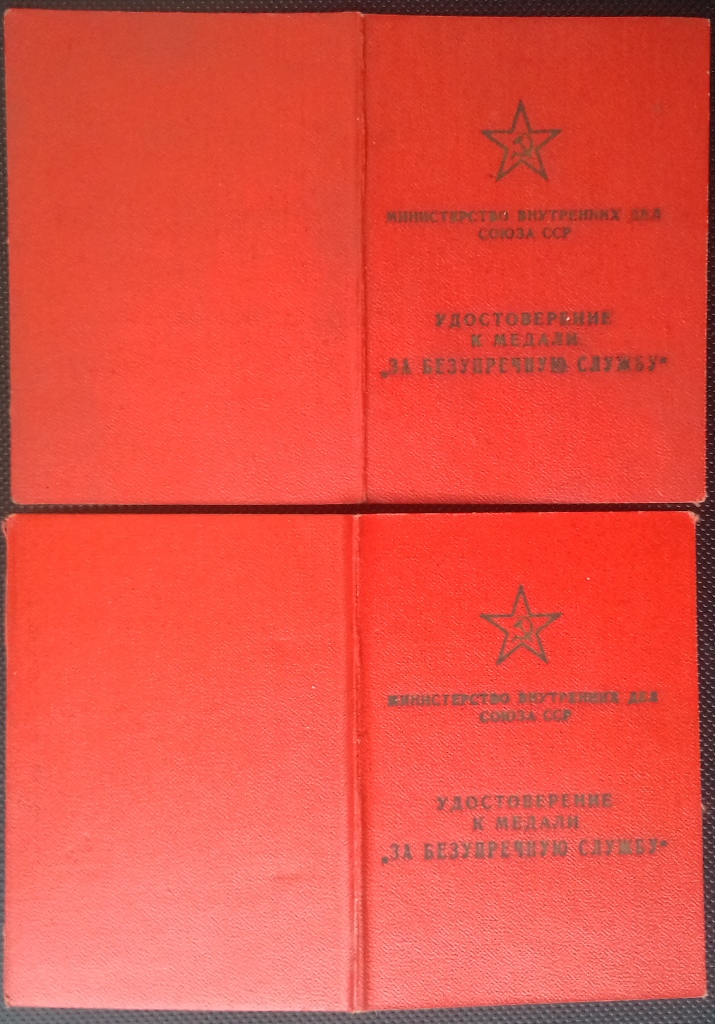 МИНИСТЕРСТВО ВНУТРЕННИХ ДЕЛ
СОЮЗА ССР
УДОСТОВЕРЕНИЕ
К МЕДАЛИ
„ЗА БЕЗУПРЕЧНУЮ СЛУЖБУ"
МИНИСТЕРСТВО ВНУТРЕННИХ ДЕЛ
СОЮЗА ССР
УДОСТОВЕРЕНИЕ
К МЕДАЛИ
„ЗА БЕЗУПРЕЧНУЮ СЛУЖБУ"